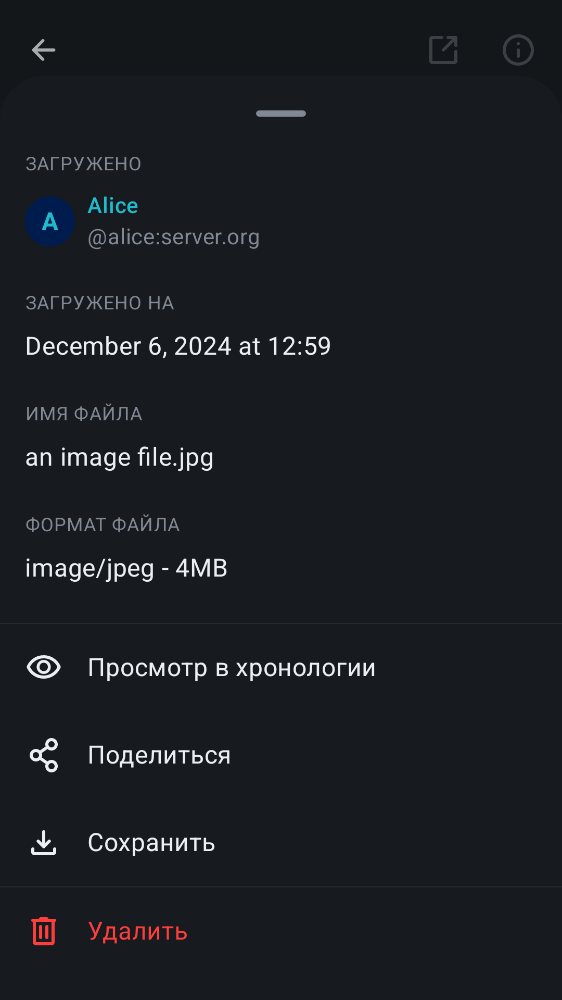 ЗАГРУЖЕНО
A
Alice
@alice:server.org
ЗАГРУЖЕНО НА
December 6, 2024 at 12:59
ИМЯ ФАЙЛА
an image file.jpg
ФОРМАТ ФАЙЛА
image/jpeg - 4MB
Просмотр в хронологии
Поделиться
Сохранить
Удалить